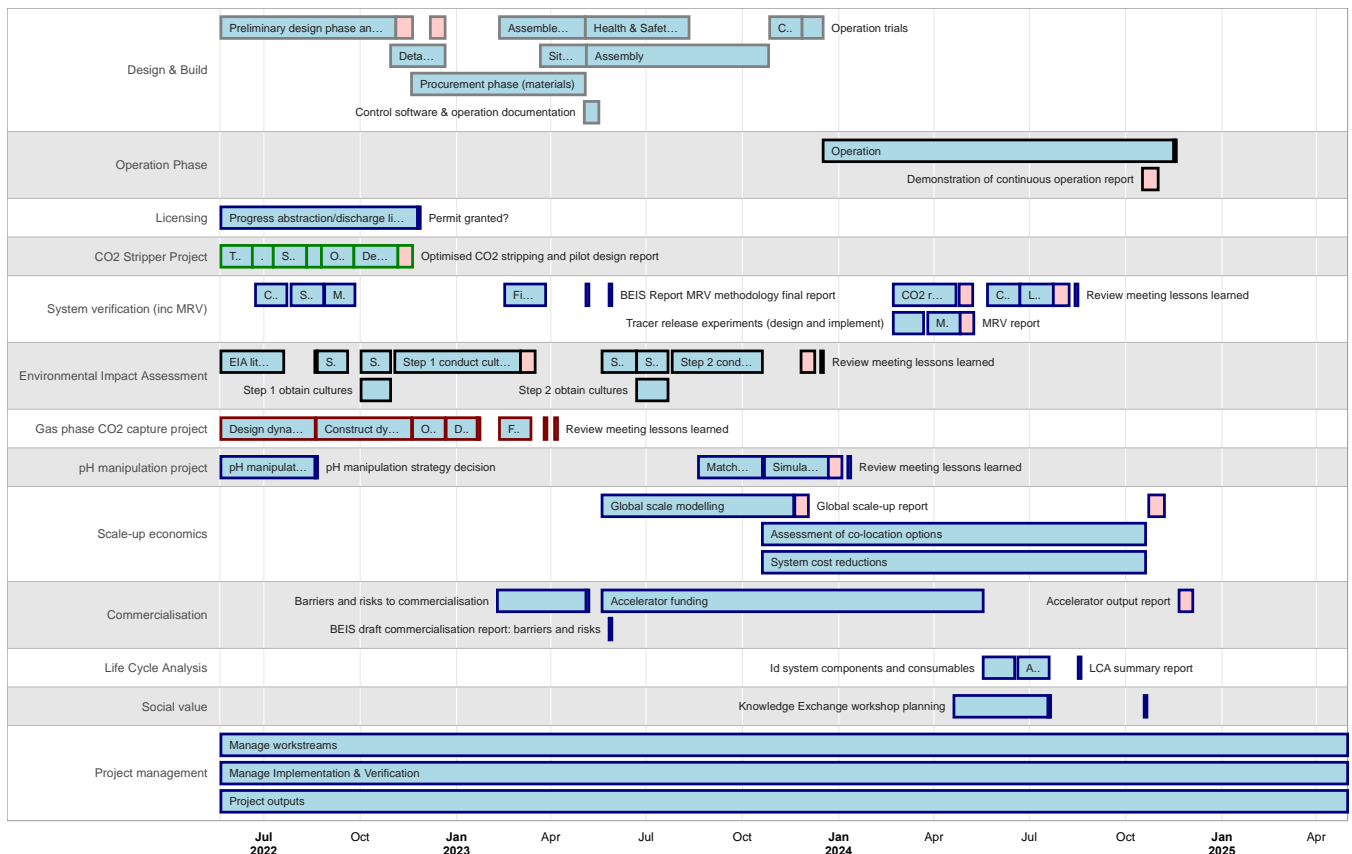 Preliminary design phase an…
Assemble…
Health & Safet…
C..
Operation trials
Deta…
Sit…
Assembly
Design & Build
Procurement phase (materials)
Control software & operation documentation
Operation
Operation Phase
Demonstration of continuous operation report
Licensing
Progress abstraction/discharge li…
Permit granted?
CO2 Stripper Project
T..
.
S..
O..
De…
Optimised CO2 stripping and pilot design report
C..
S..
M.
Fi…
BEIS Report MRV methodology final report
CO2 r…
C..
L..
Review meeting lessons learned
System verification (inc MRV)
Tracer release experiments (design and implement)
M.
MRV report
EIA lit…
S.
S.
Step 1 conduct cult…
S..
S..
Step 2 cond…
Review meeting lessons learned
Environmental Impact Assessment
Step 1 obtain cultures
Step 2 obtain cultures
Gas phase CO2 capture project
Design dyna…
Construct dy…
O..
D..
F..
Review meeting lessons learned
pH manipulation project
pH manipulat…
pH manipulation strategy decision
Match…
Simula…
Review meeting lessons learned
Global scale modelling
Global scale-up report
Scale-up economics
Assessment of co-location options
System cost reductions
Barriers and risks to commercialisation
Accelerator funding
Accelerator output report
Commercialisation
BEIS draft commercialisation report: barriers and risks
Life Cycle Analysis
Id system components and consumables
A..
LCA summary report
Social value
Knowledge Exchange workshop planning
Manage workstreams
Project management
Manage Implementation & Verification
Project outputs
Jul
2022
Oct
Jan
2023
Apr
Jul
Oct
Jan
2024
Apr
Jul
Oct
Jan
2025
Apr